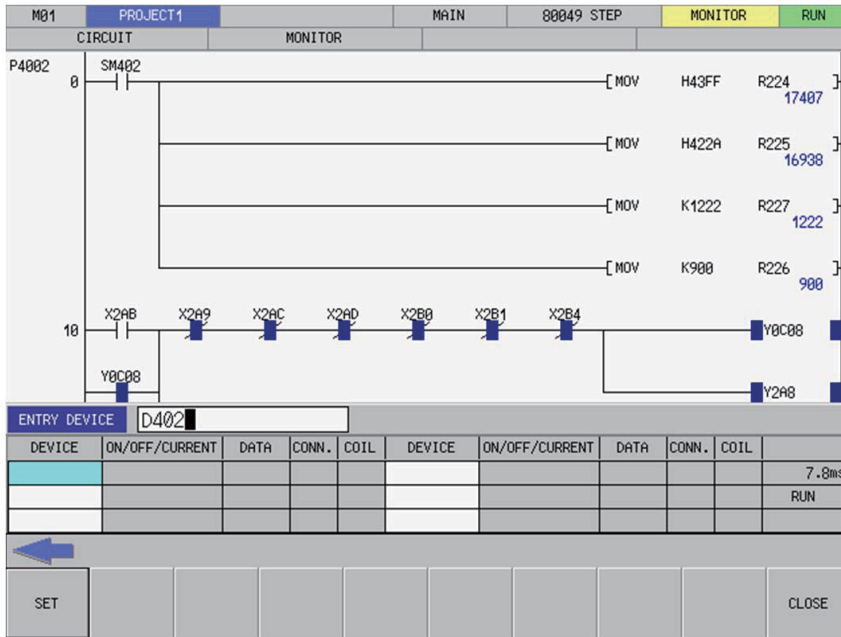 M01 PROJECT1 MAIN 80049 STEP MONITOR RUN
CIRCUIT MONITOR
P4002 0 SM402 MOV H43FF R224
17407
MOV H422A R225
16938
MOV K1222 R227
1222
MOV K900 R226
900
X2AB X2A9 X2AC X2AD X2B0 X2B1 X2B4
10 Y0C08
Y0C08 Y2A8
ENTRY DEVICE D402
DEVICE ON/OFF/CURRENT DATA CONN. COIL DEVICE ON/OFF/CURRENT DATA CONN. COIL
7.8ms
RUN
SET CLOSE